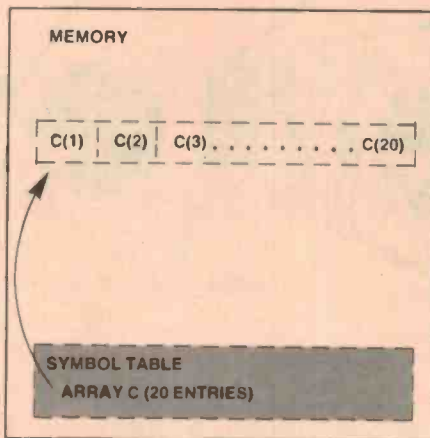 MEMORY
C(1) C(2) C(3) . . . . . . . . . C(20)
SYMBOL TABLE
ARRAY C (20 ENTRIES)